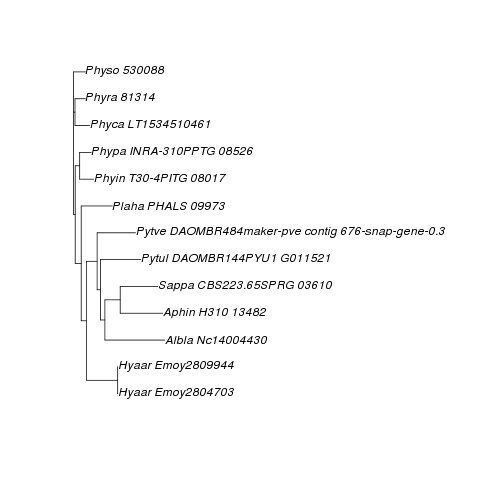 Physo 530088
Phyra 81314
Phyca LT1534510461
Phypa INRA-310PPTG 08526
Phyin T30-4PITG 08017
Plaha PHALS 09973
Pytve DAOMBR484maker-pve contig 676-snap-gene-0.3
Pytul DAOMBR144PYU1 G011521
Sappa CBS223.65SPRG 03610
Aphin H310 13482
Albla Nc14004430
Hyaar Emoy2809944
Hyaar Emoy2804703